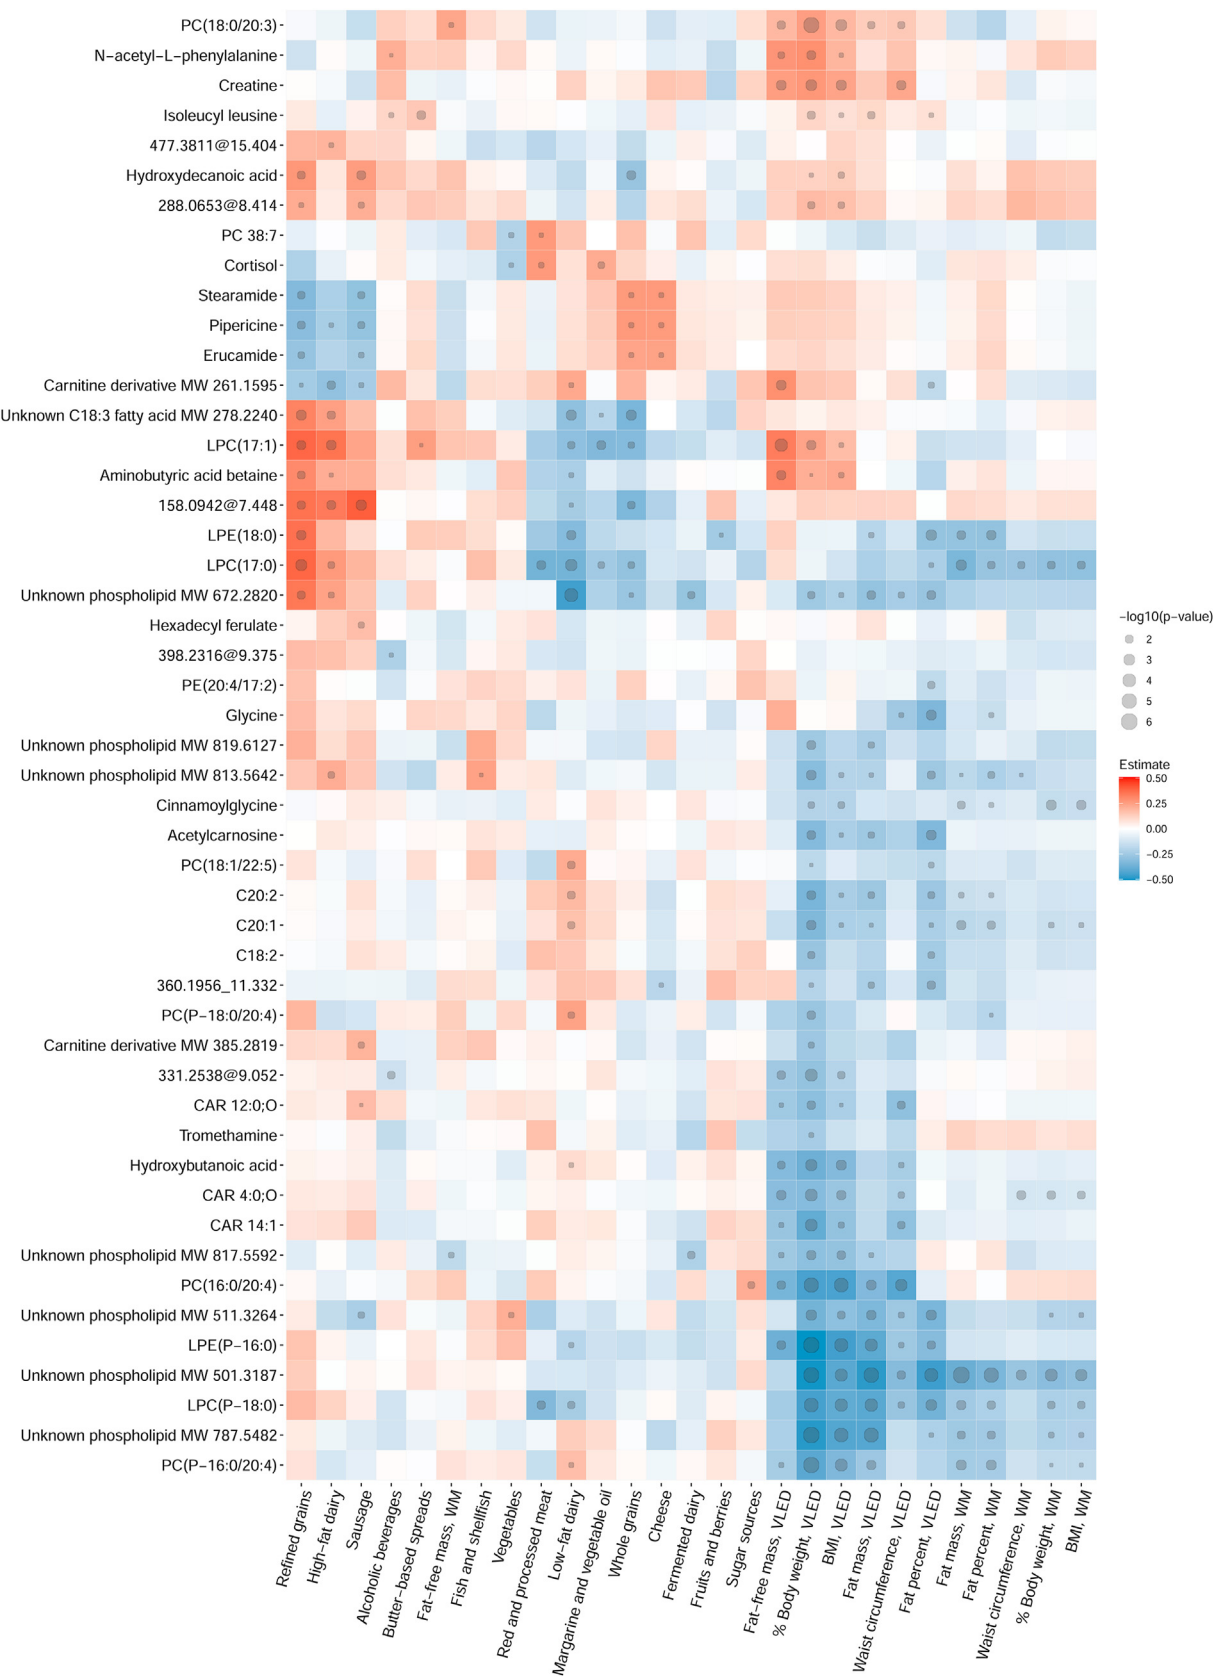 PC(18:0/20:3)
N−acetyl−L−phenylalanine
Creatine
Isoleucyl leusine
477.3811@15.404
Hydroxydecanoic acid
288.0653@8.414
PC 38:7
Cortisol
Stearamide
Pipericine
Erucamide
Carnitine derivative MW 261.1595
Unknown C18:3 fatty acid MW 278.2240
LPC(17:1)
Aminobutyric acid betaine
158.0942@7.448
LPE(18:0)
LPC(17:0)
Unknown phospholipid MW 672.2820
Hexadecyl ferulate
398.2316@9.375
PE(20:4/17:2)
Glycine
Unknown phospholipid MW 819.6127
Unknown phospholipid MW 813.5642
Cinnamoylglycine
Acetylcarnosine
PC(18:1/22:5)
C20:2
C20:1
C18:2
360.1956_11.332
PC(P−18:0/20:4)
Carnitine derivative MW 385.2819
331.2538@9.052
CAR 12:0;O
Tromethamine
Hydroxybutanoic acid
CAR 4:0;O
CAR 14:1
Unknown phospholipid MW 817.5592
PC(16:0/20:4)
Unknown phospholipid MW 511.3264
LPE(P−16:0)
Unknown phospholipid MW 501.3187
LPC(P−18:0)
Unknown phospholipid MW 787.5482
PC(P−16:0/20:4)
Refined grains
High−fat dairy
Sausage
Alcoholic beverages
Butter−based spreads
Fat−free mass, WM
Fish and shellfish
Vegetables
Red and processed meat
Low−fat dairy
Margarine and vegetable oil
Whole grains
Cheese
Fermented dairy
Fruits and berries
Sugar sources
Fat−free mass, VLED
% Body weight, VLED
BMI, VLED
Fat mass, VLED
Waist circumference, VLED
Fat percent, VLED
Fat mass, WM
Fat percent, WM
Waist circumference, WM
% Body weight, WM
BMI, WM
−log10(p−value)
2
3
4
5
6
Estimate
0.50
0.25
0.00
−0.25
−0.50